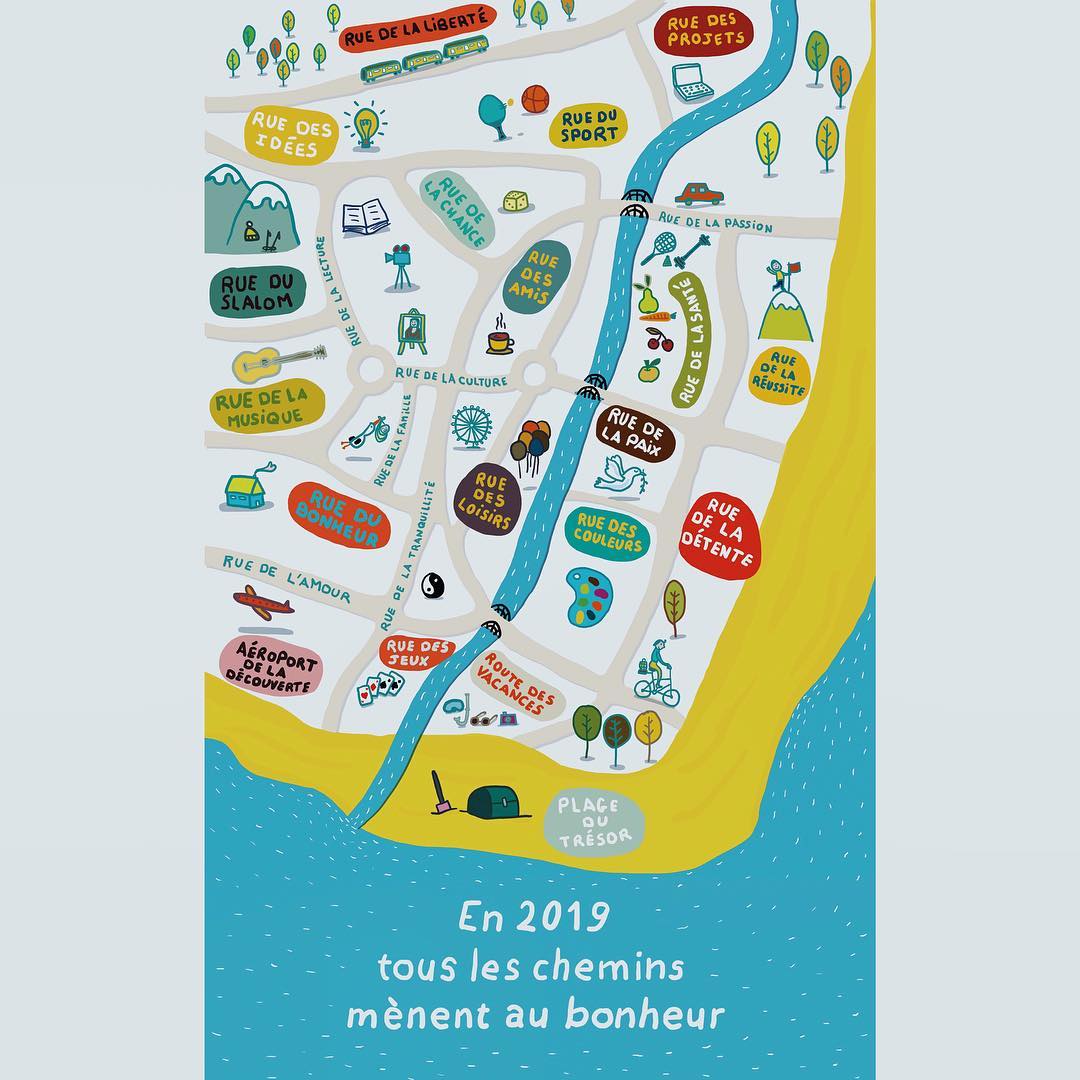 RUE DE LA LIBERTÉ
RUE DES
PROJETS
RUE DES
IDÉES
RUE DU
SPORT
RUE DE
LA CHANCE
RUE DE LA PASSION
RUE DU
SLALOM
RUE DE LA LECTURE
RUE
DES
AMIS
RUE DE LA SANTÉ
RUE
DE LA
RÉUSSITE
RUE DE LA
MUSIQUE
RUE DE LA CULTURE
RUE DE LA FAMILLE
RUE DE
LA PAIX
RUE
DES
LOISIRS
RUE DU
BONHEUR
RUE DE LA TRANQUILLITÉ
RUE DES
COULEURS
RUE
DE LA
DÉTENTE
RUE DE L'AMOUR
AÉROPORT
DE LA
DÉCOUVERTE
RUE DES
JEUX
ROUTE DES
VACANCES
PLAGE
DU
TRÉSOR
En 2019
tous les chemins
mènent au bonheur